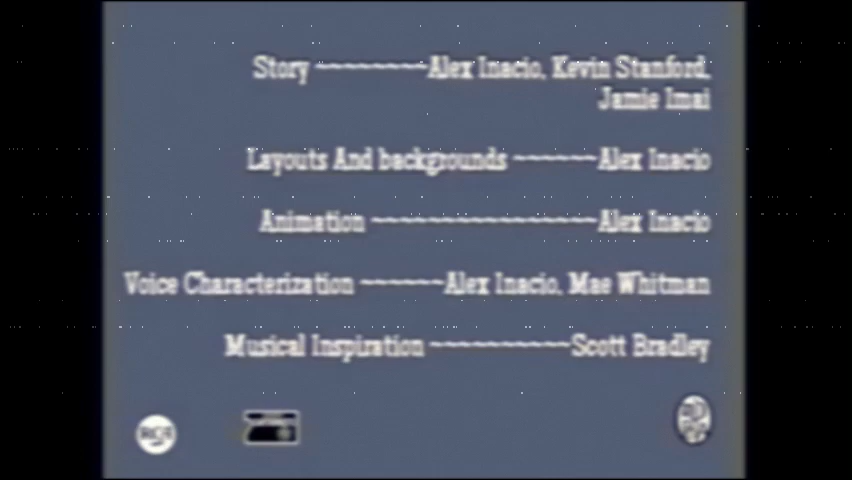 Story ~~~~~~~~ Alex Inacio, Kevin Stanford,
Jamie Imai
Layouts And backgrounds ~~~~~~ Alex Inacio
Animation ~~~~~~~~~~~~~~~~ Alex Inacio
Voice Characterization ~~~~~~ Alex Inacio, Mae Whitman
Musical Inspiration ~~~~~~~~~~ Scott Bradley
RCA